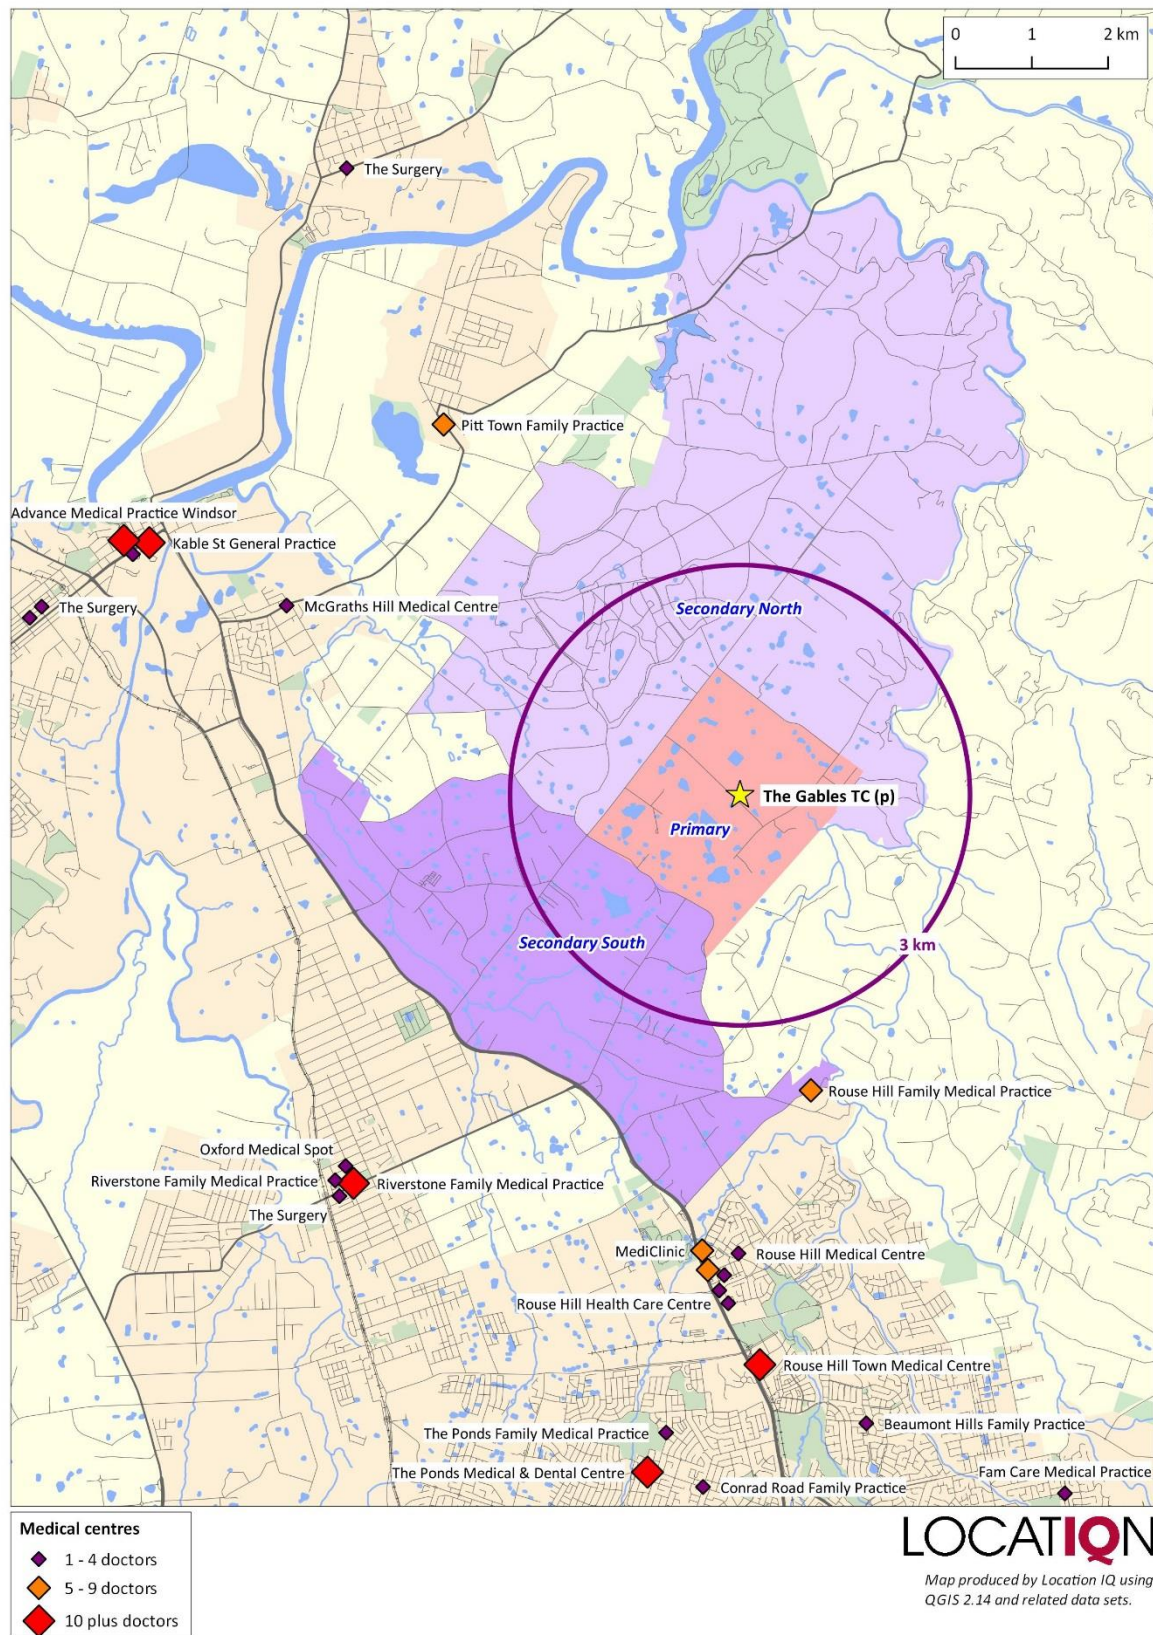 0 1 2 km
The Surgery
Pitt Town Family Practice
Advance Medical Practice Windsor
Kable St General Practice
The Surgery
McGraths Hill Medical Centre
Secondary North
The Gables TC (p)
Primary
Secondary South
3 km
Rouse Hill Family Medical Practice
Oxford Medical Spot
Riverstone Family Medical Practice
Riverstone Family Medical Practice
The Surgery
MediClinic
Rouse Hill Medical Centre
Rouse Hill Health Care Centre
Rouse Hill Town Medical Centre
Beaumont Hills Family Practice
The Ponds Family Medical Practice
The Ponds Medical & Dental Centre
Fam Care Medical Practice
Conrad Road Family Practice
Medical centres
1 - 4 doctors
5 - 9 doctors
10 plus doctors
LOCATIQN
Map produced by Location IQ using
QGIS 2.14 and related data sets.